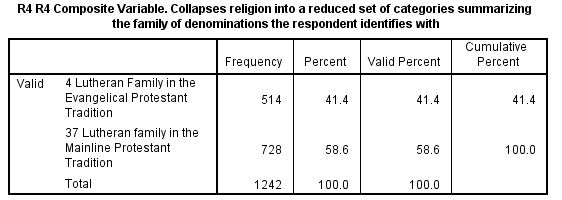 R4 R4 Composite Variable. Collapses religion into a reduced set of categories summarizing
the family of denominations the respondent identifies with
Frequency Percent Valid Percent Cumulative Percent
Valid 4 Lutheran Family in the Evangelical Protestant Tradition 514 41.4 41.4 41.4
37 Lutheran family in the Mainline Protestant Tradition 728 58.6 58.6 100.0
Total 1242 100.0 100.0